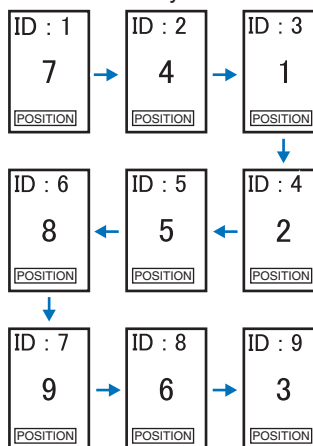 ID : 1
7
POSITION
ID : 2
4
POSITION
ID : 3
1
POSITION
ID : 6
8
POSITION
ID : 5
5
POSITION
ID : 4
2
POSITION
ID : 7
9
POSITION
ID : 8
6
POSITION
ID : 9
3
POSITION